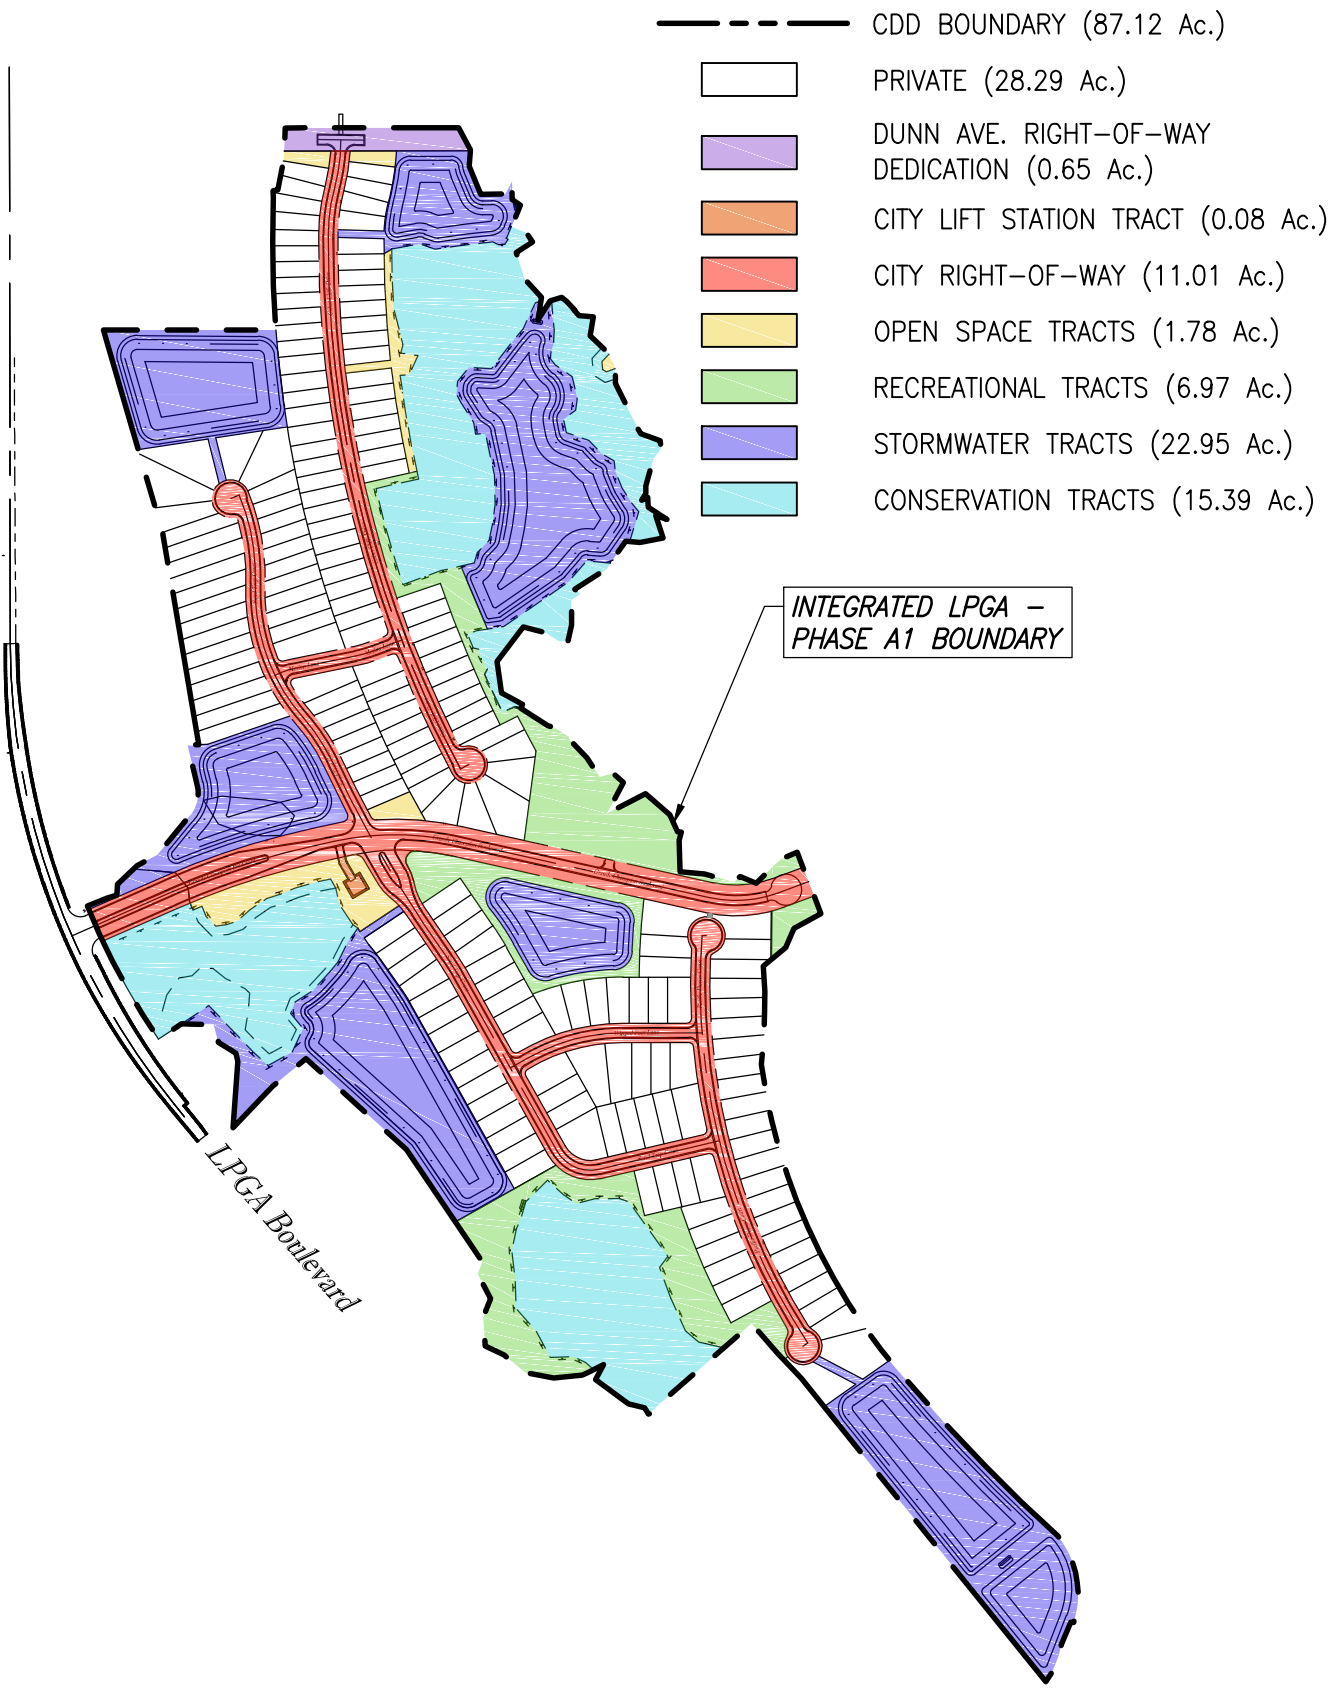 CDD BOUNDARY (87.12 Ac.)
PRIVATE (28.29 Ac.)
DUNN AVE. RIGHT-OF-WAY
DEDICATION (0.65 Ac.)
CITY LIFT STATION TRACT (0.08 Ac.)
CITY RIGHT-OF-WAY (11.01 Ac.)
OPEN SPACE TRACTS (1.78 Ac.)
RECREATIONAL TRACTS (6.97 Ac.)
STORMWATER TRACTS (22.95 Ac.)
CONSERVATION TRACTS (15.39 Ac.)
INTEGRATED LPGA -
PHASE A1 BOUNDARY
LPGA Boulevard